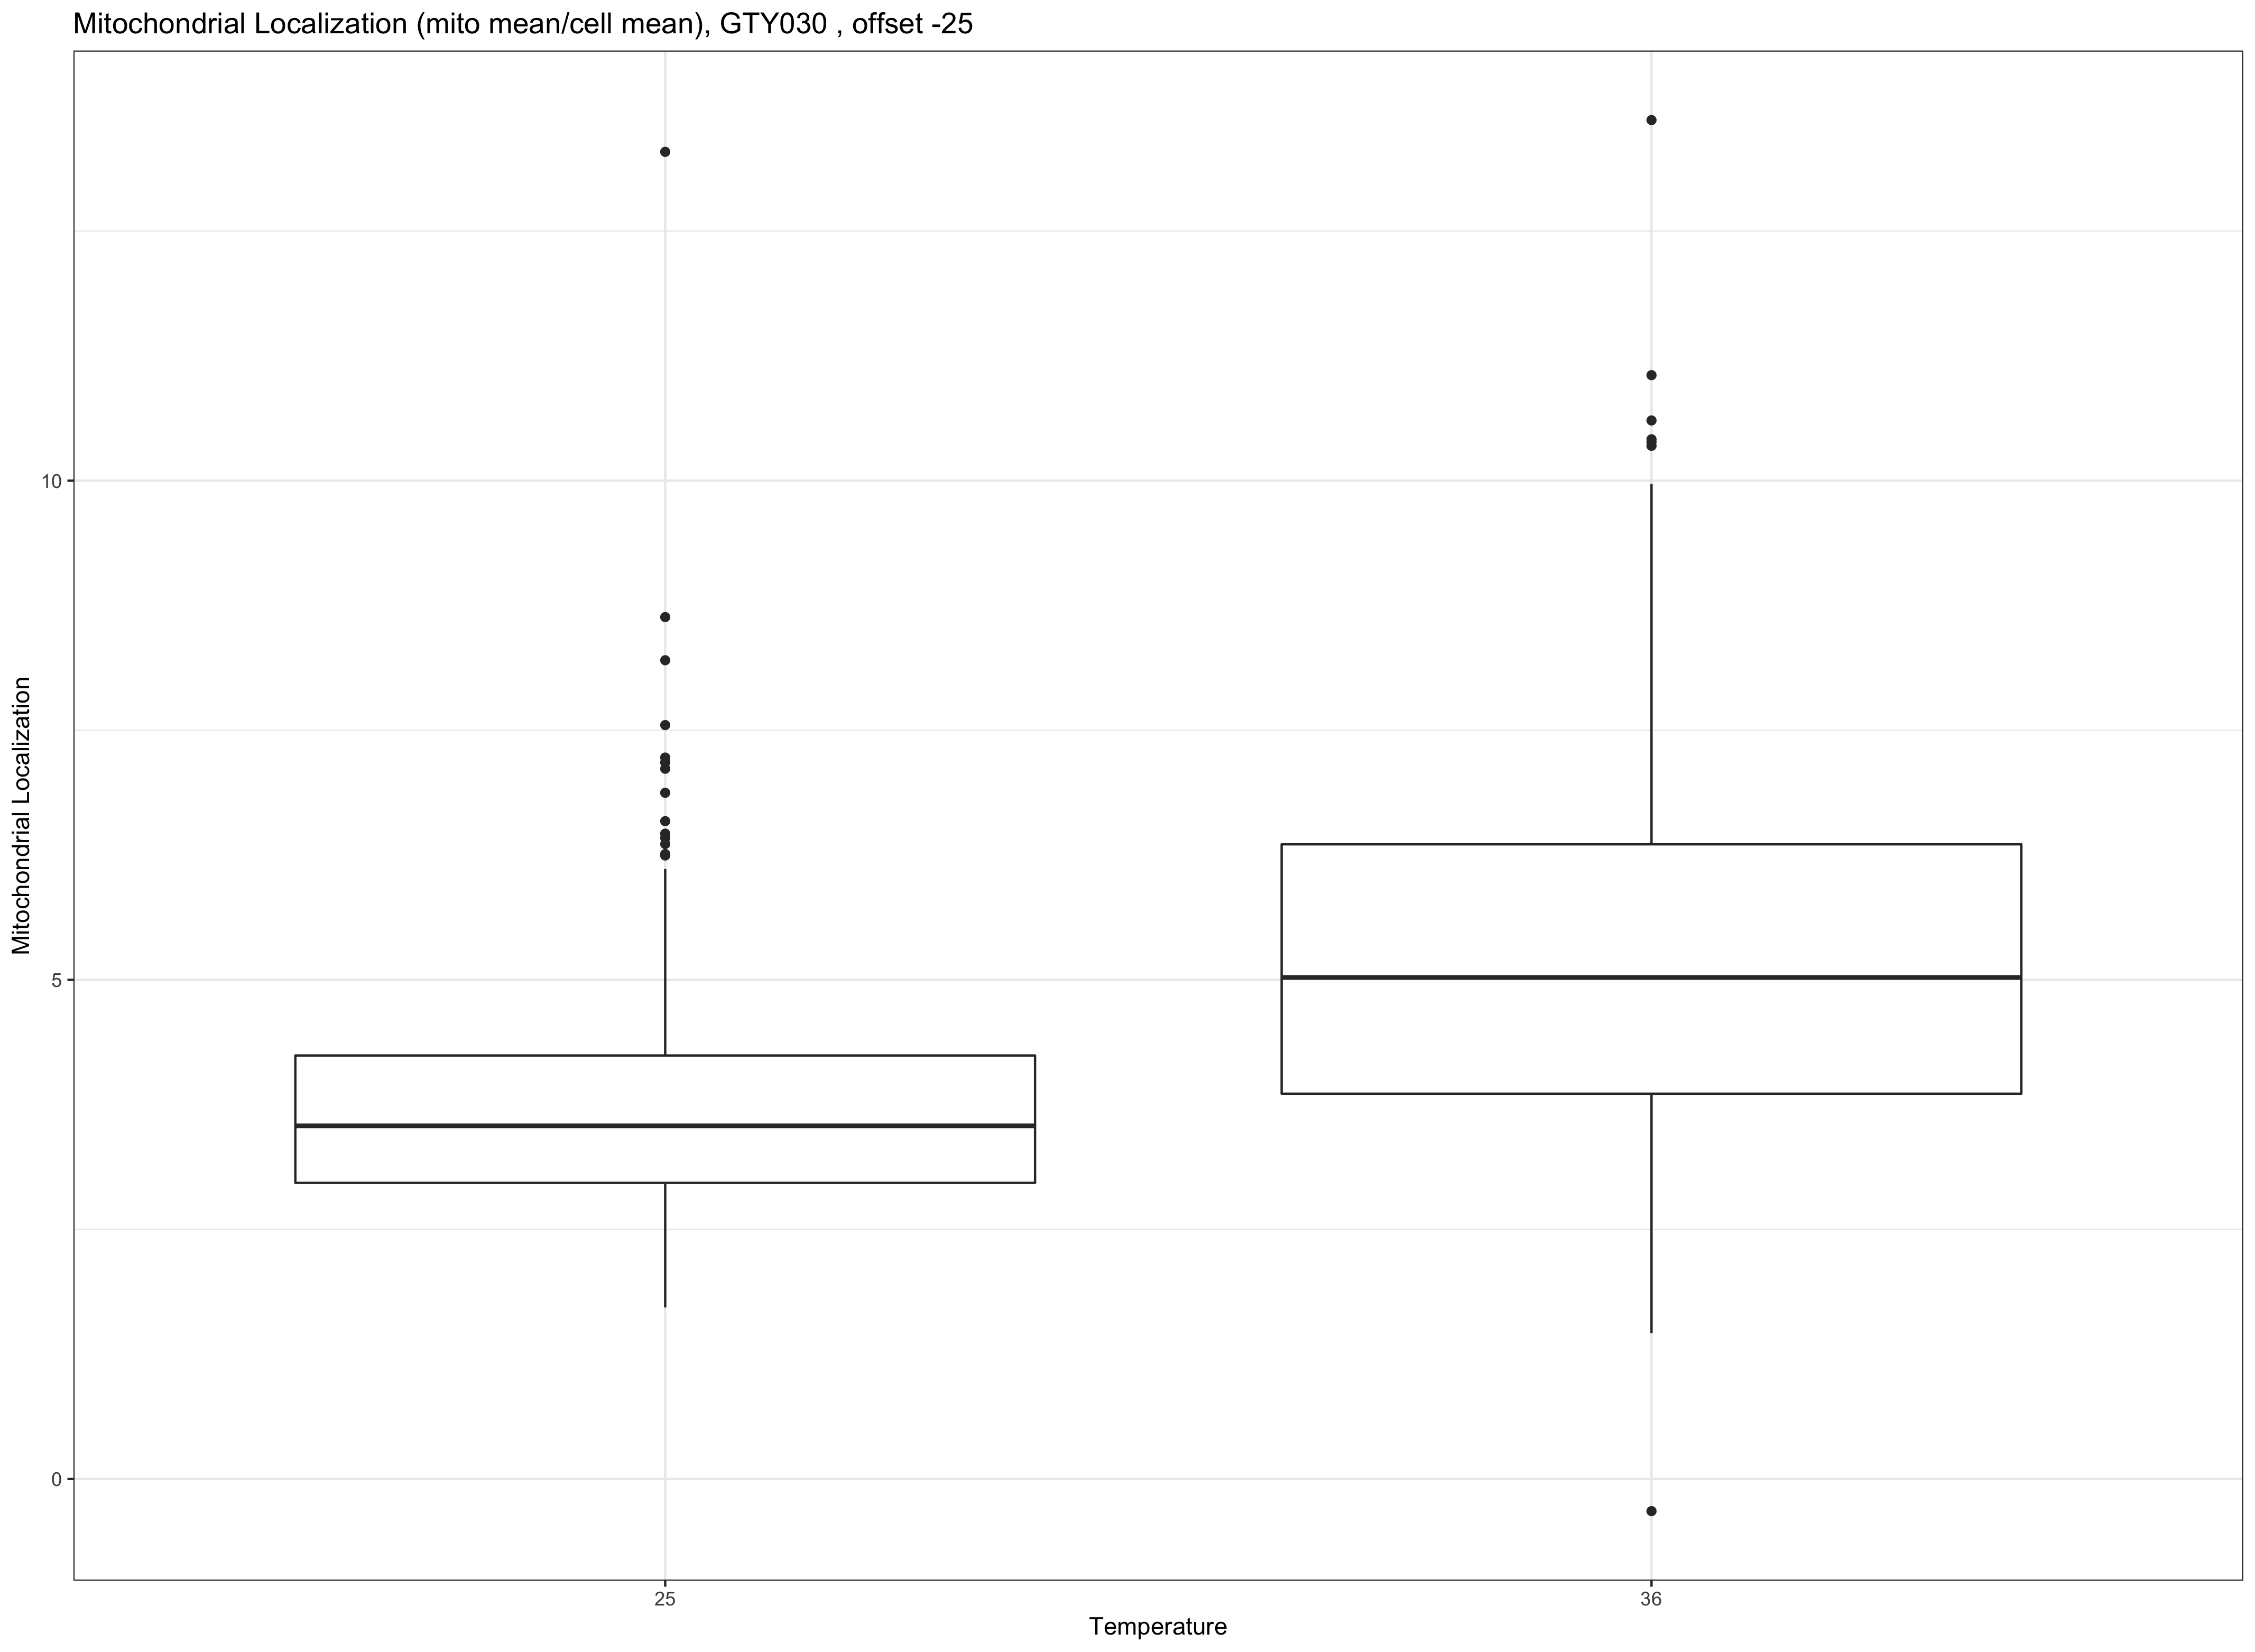 Mitochondrial Localization (mito mean/cell mean), GTY030 , offset -25
Mitochondrial Localization
10
5
0
25
36
Temperature